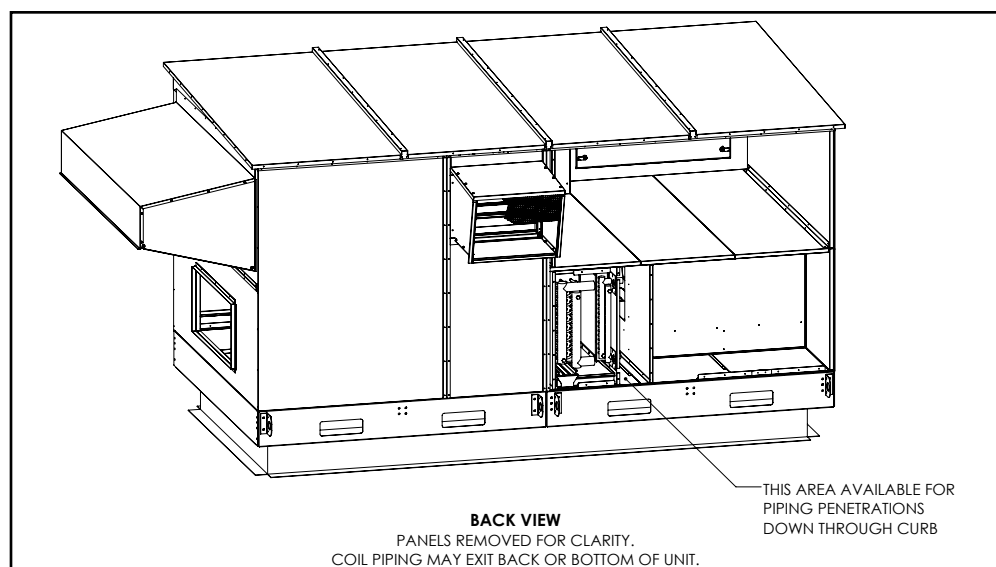 THIS AREA AVAILABLE FOR
PIPING PENETRATIONS
DOWN THROUGH CURB
BACK VIEW
PANELS REMOVED FOR CLARITY.
COIL PIPING MAY EXIT BACK OR BOTTOM OF UNIT.